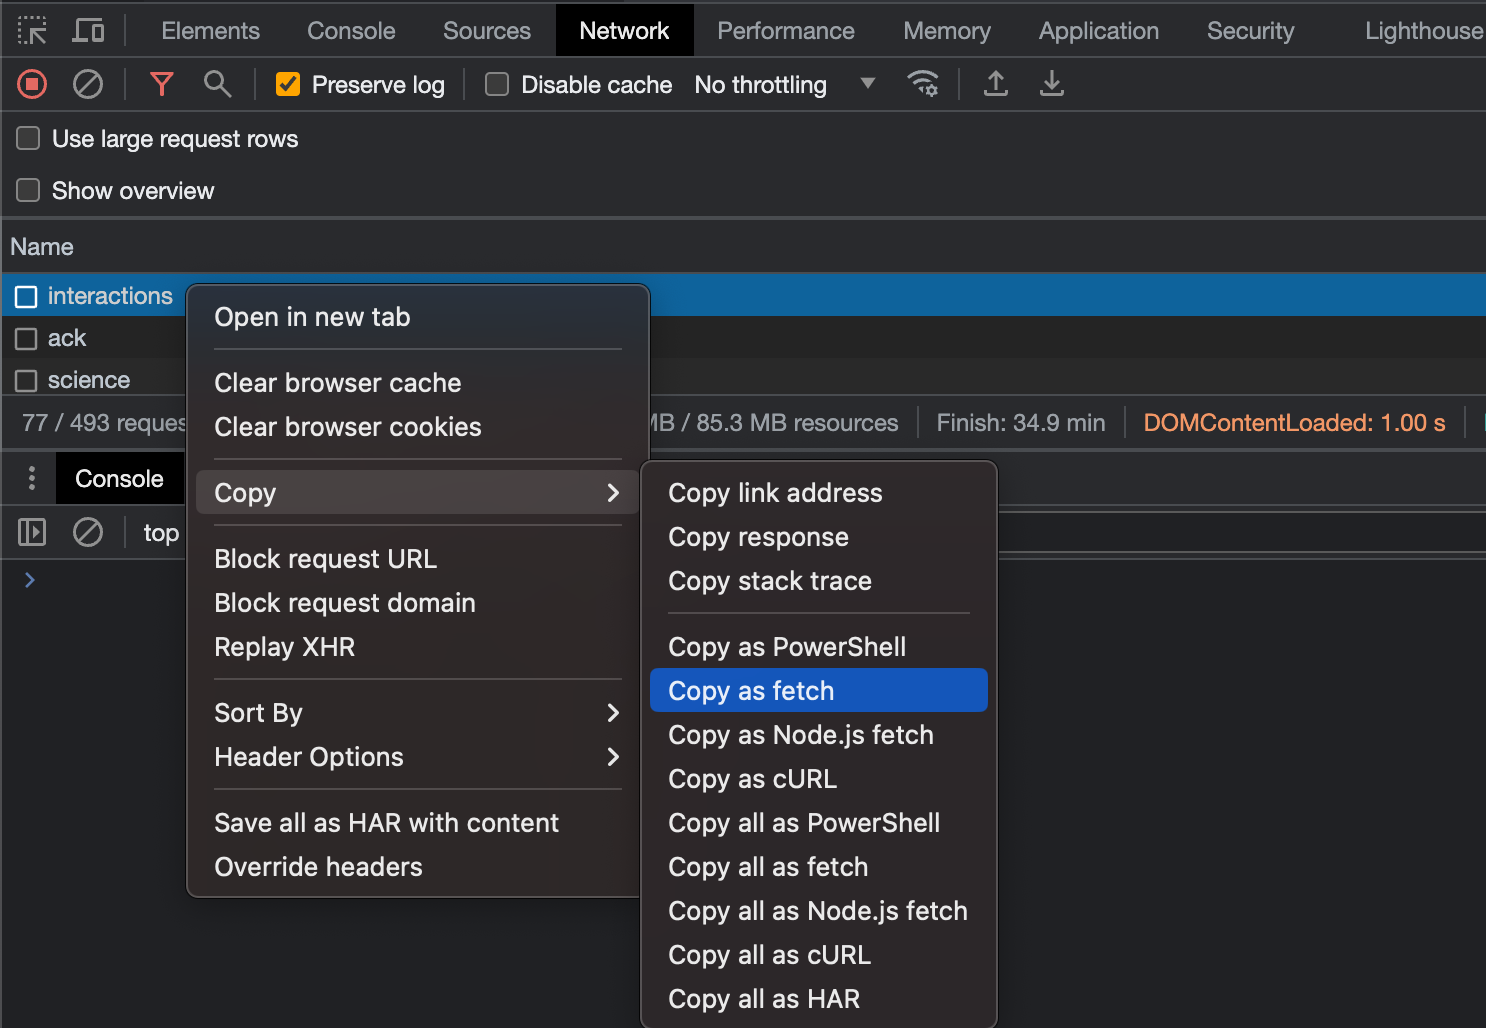 Elements Console Sources Network Performance Memory Application Security Lighthouse
Preserve log Disable cache No throttling
Use large request rows
Show overview
Name
interactions
ack
science
77 / 493 reques MB / 85.3 MB resources Finish: 34.9 min DOMContentLoaded: 1.00 s
Console
top
Open in new tab
Clear browser cache
Clear browser cookies
Copy
Block request URL
Block request domain
Replay XHR
Sort By
Header Options
Save all as HAR with content
Override headers
Copy link address
Copy response
Copy stack trace
Copy as PowerShell
Copy as fetch
Copy as Node.js fetch
Copy as cURL
Copy all as PowerShell
Copy all as fetch
Copy all as Node.js fetch
Copy all as cURL
Copy all as HAR